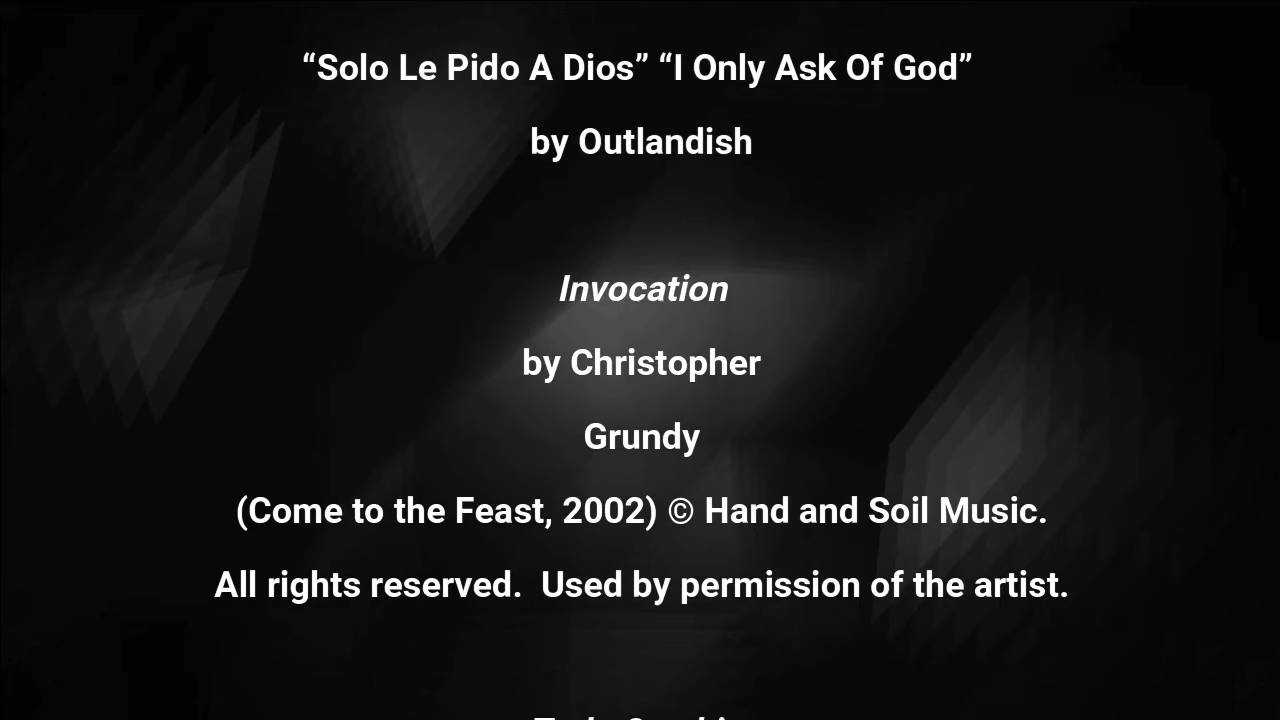 “Solo Le Pido A Dios” “I Only Ask Of God”
by Outlandish
Invocation
by Christopher
Grundy
(Come to the Feast, 2002) © Hand and Soil Music.
All rights reserved.  Used by permission of the artist.